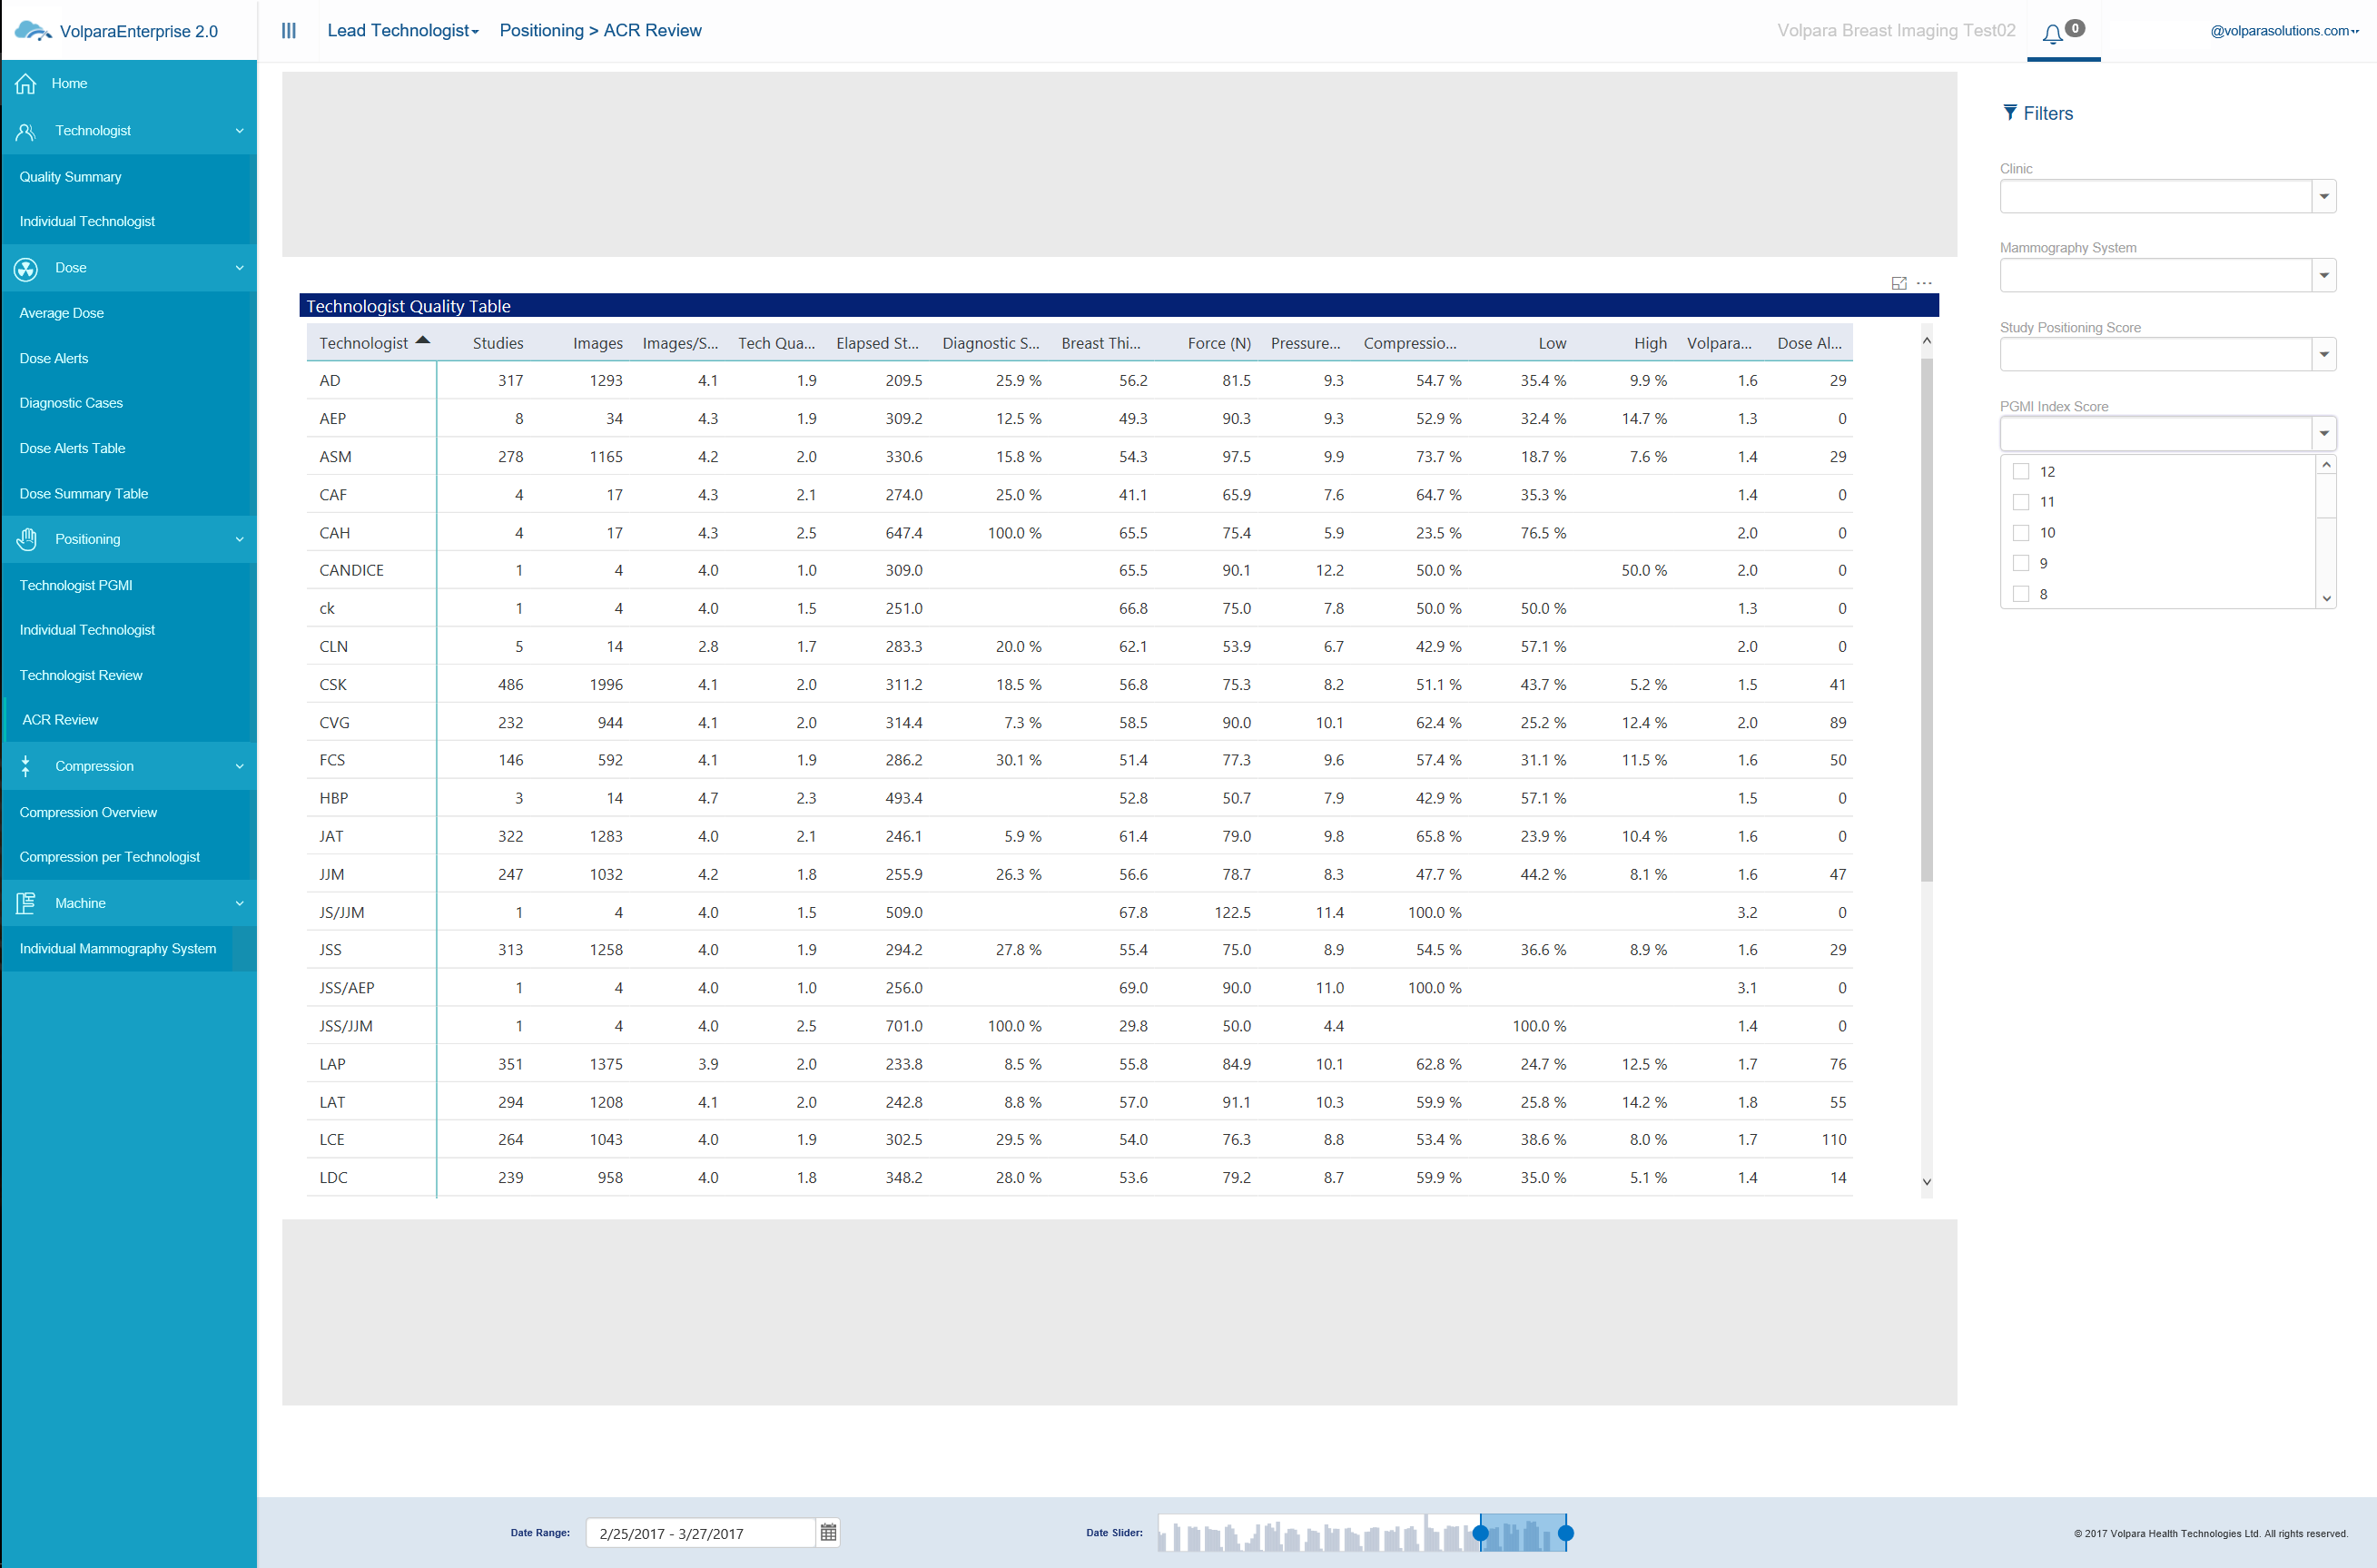 VolparaEnterprise 2.0
Lead Technologist
Positioning > ACR Review
Volpara Breast Imaging Test02
0
@volparasolutions.com
Home
Technologist
Quality Summary
Individual Technologist
Dose
Average Dose
Dose Alerts
Diagnostic Cases
Dose Alerts Table
Dose Summary Table
Positioning
Technologist PGMI
Individual Technologist
Technologist Review
ACR Review
Compression
Compression Overview
Compression per Technologist
Machine
Individual Mammography System
Technologist Quality Table
Technologist Studies Images Images/S... Tech Qua... Elapsed St... Diagnostic S... Breast Thi... Force (N) Pressure... Compressio... Low High Volpara... Dose Al...
AD 317 1293 4.1 1.9 209.5 25.9 % 56.2 81.5 9.3 54.7 % 35.4 % 9.9 % 1.6 29
AEP 8 34 4.3 1.9 309.2 12.5 % 49.3 90.3 9.3 52.9 % 32.4 % 14.7 % 1.3 0
ASM 278 1165 4.2 2.0 330.6 15.8 % 54.3 97.5 9.9 73.7 % 18.7 % 7.6 % 1.4 29
CAF 4 17 4.3 2.1 274.0 25.0 % 41.1 65.9 7.6 64.7 % 35.3 % 1.4 0
CAH 4 17 4.3 2.5 647.4 100.0 % 65.5 75.4 5.9 23.5 % 76.5 % 2.0 0
CANDICE 1 4 4.0 1.0 309.0 65.5 90.1 12.2 50.0 % 50.0 % 2.0 0
ck 1 4 4.0 1.5 251.0 66.8 75.0 7.8 50.0 % 50.0 % 1.3 0
CLN 5 14 2.8 1.7 283.3 20.0 % 62.1 53.9 6.7 42.9 % 57.1 % 2.0 0
CSK 486 1996 4.1 2.0 311.2 18.5 % 56.8 75.3 8.2 51.1 % 43.7 % 5.2 % 1.5 41
CVG 232 944 4.1 2.0 314.4 7.3 % 58.5 90.0 10.1 62.4 % 25.2 % 12.4 % 2.0 89
FCS 146 592 4.1 1.9 286.2 30.1 % 51.4 77.3 9.6 57.4 % 31.1 % 11.5 % 1.6 50
HBP 3 14 4.7 2.3 493.4 52.8 50.7 7.9 42.9 % 57.1 % 1.5 0
JAT 322 1283 4.0 2.1 246.1 5.9 % 61.4 79.0 9.8 65.8 % 23.9 % 10.4 % 1.6 0
JJM 247 1032 4.2 1.8 255.9 26.3 % 56.6 78.7 8.3 47.7 % 44.2 % 8.1 % 1.6 47
JS/JJM 1 4 4.0 1.5 509.0 67.8 122.5 11.4 100.0 % 3.2 0
JSS 313 1258 4.0 1.9 294.2 27.8 % 55.4 75.0 8.9 54.5 % 36.6 % 8.9 % 1.6 29
JSS/AEP 1 4 4.0 1.0 256.0 69.0 90.0 11.0 100.0 % 3.1 0
JSS/JJM 1 4 4.0 2.5 701.0 100.0 % 29.8 50.0 4.4 100.0 % 1.4 0
LAP 351 1375 3.9 2.0 233.8 8.5 % 55.8 84.9 10.1 62.8 % 24.7 % 12.5 % 1.7 76
LAT 294 1208 4.1 2.0 242.8 8.8 % 57.0 91.1 10.3 59.9 % 25.8 % 14.2 % 1.8 55
LCE 264 1043 4.0 1.9 302.5 29.5 % 54.0 76.3 8.8 53.4 % 38.6 % 8.0 % 1.7 110
LDC 239 958 4.0 1.8 348.2 28.0 % 53.6 79.2 8.7 59.9 % 35.0 % 5.1 % 1.4 14
Filters
Clinic
Mammography System
Study Positioning Score
PGMI Index Score
12
11
10
9
8
Date Range: 2/25/2017 - 3/27/2017
Date Slider:
© 2017 Volpara Health Technologies Ltd. All rights reserved.